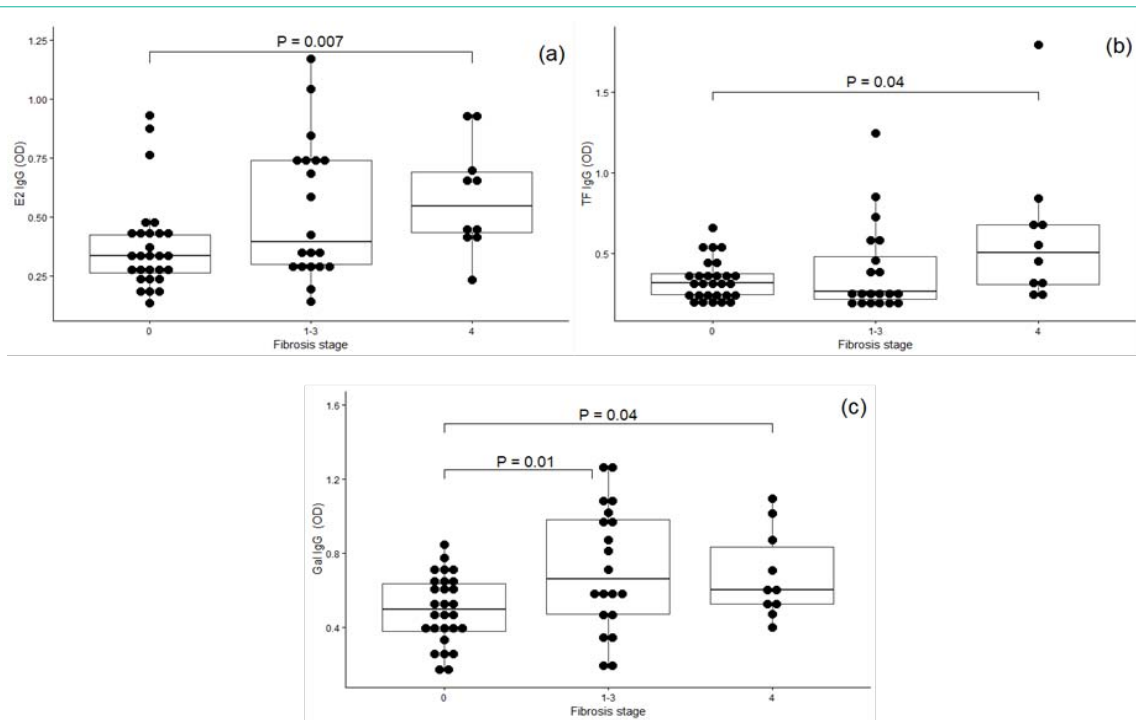 (a)
P = 0.007
E2 IgG (OD)
1.25
1.00
0.75
0.50
0.25
0
1-3
4
Fibrosis stage
(b)
P = 0.04
TF IgG (OD)
1.5
1.0
0.5
0
1-3
4
Fibrosis stage
(c)
P = 0.04
P = 0.01
Gal IgG (OD)
1.6
1.2
0.8
0.4
0
1-3
4
Fibrosis stage